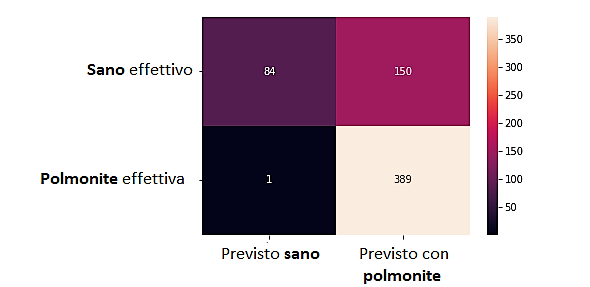 Sano effettivo
84
150
Polmonite effettiva
1
389
Previsto sano
Previsto con
polmonite
350
300
250
200
150
100
50